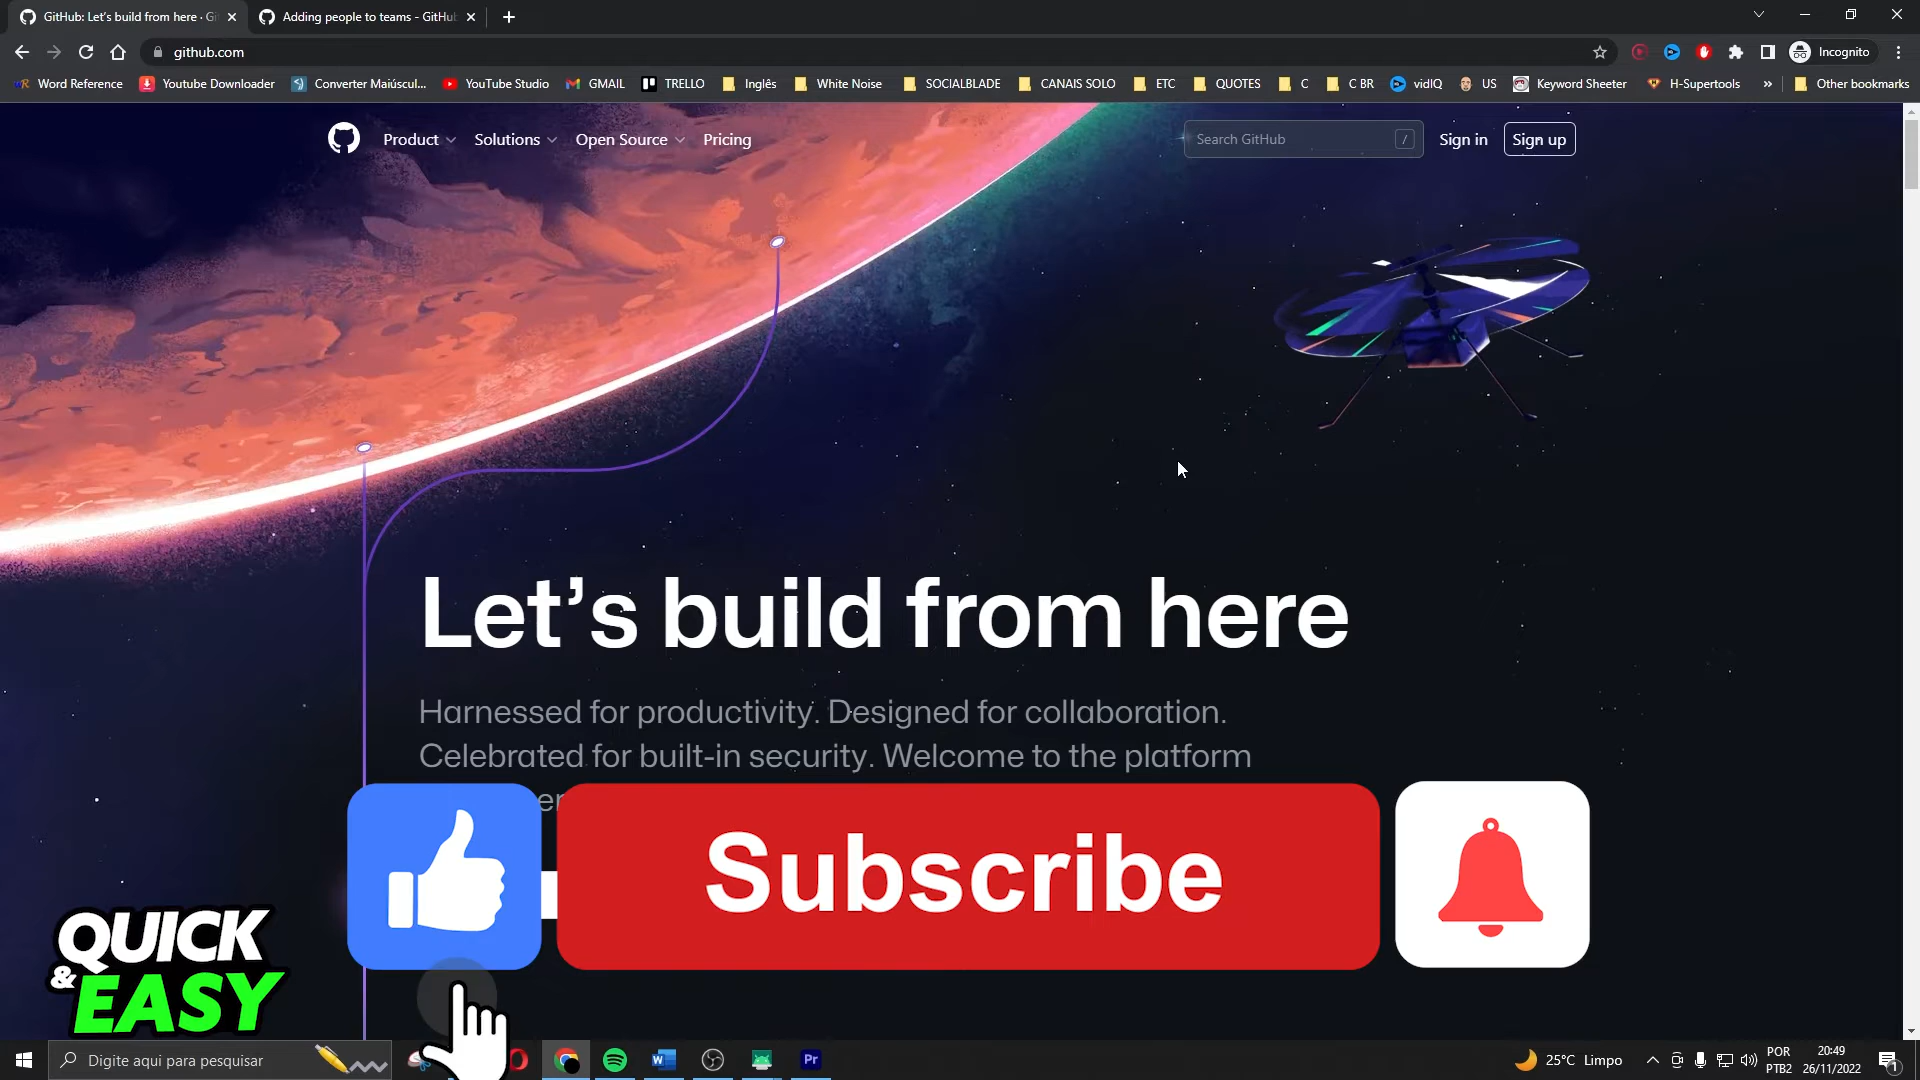 GitHub: Let's build from here · Gi
Adding people to teams - GitHub
github.com
Incognito
Word Reference
Youtube Downloader
Converter Maiúscul...
YouTube Studio
GMAIL
TRELLO
Inglês
White Noise
SOCIALBLADE
CANAIS SOLO
ETC
QUOTES
C
C BR
vidIQ
US
Keyword Sheeter
H-Supertools
»
Other bookmarks
Product
Solutions
Open Source
Pricing
Search GitHub
/
Sign in
Sign up
Let’s build from here
Harnessed for productivity. Designed for collaboration.
Celebrated for built-in security. Welcome to the platform
Subscribe
QUICK
& EASY
Digite aqui para pesquisar
W
Pr
25°C Limpo
POR
PTB2
20:49
26/11/2022
1